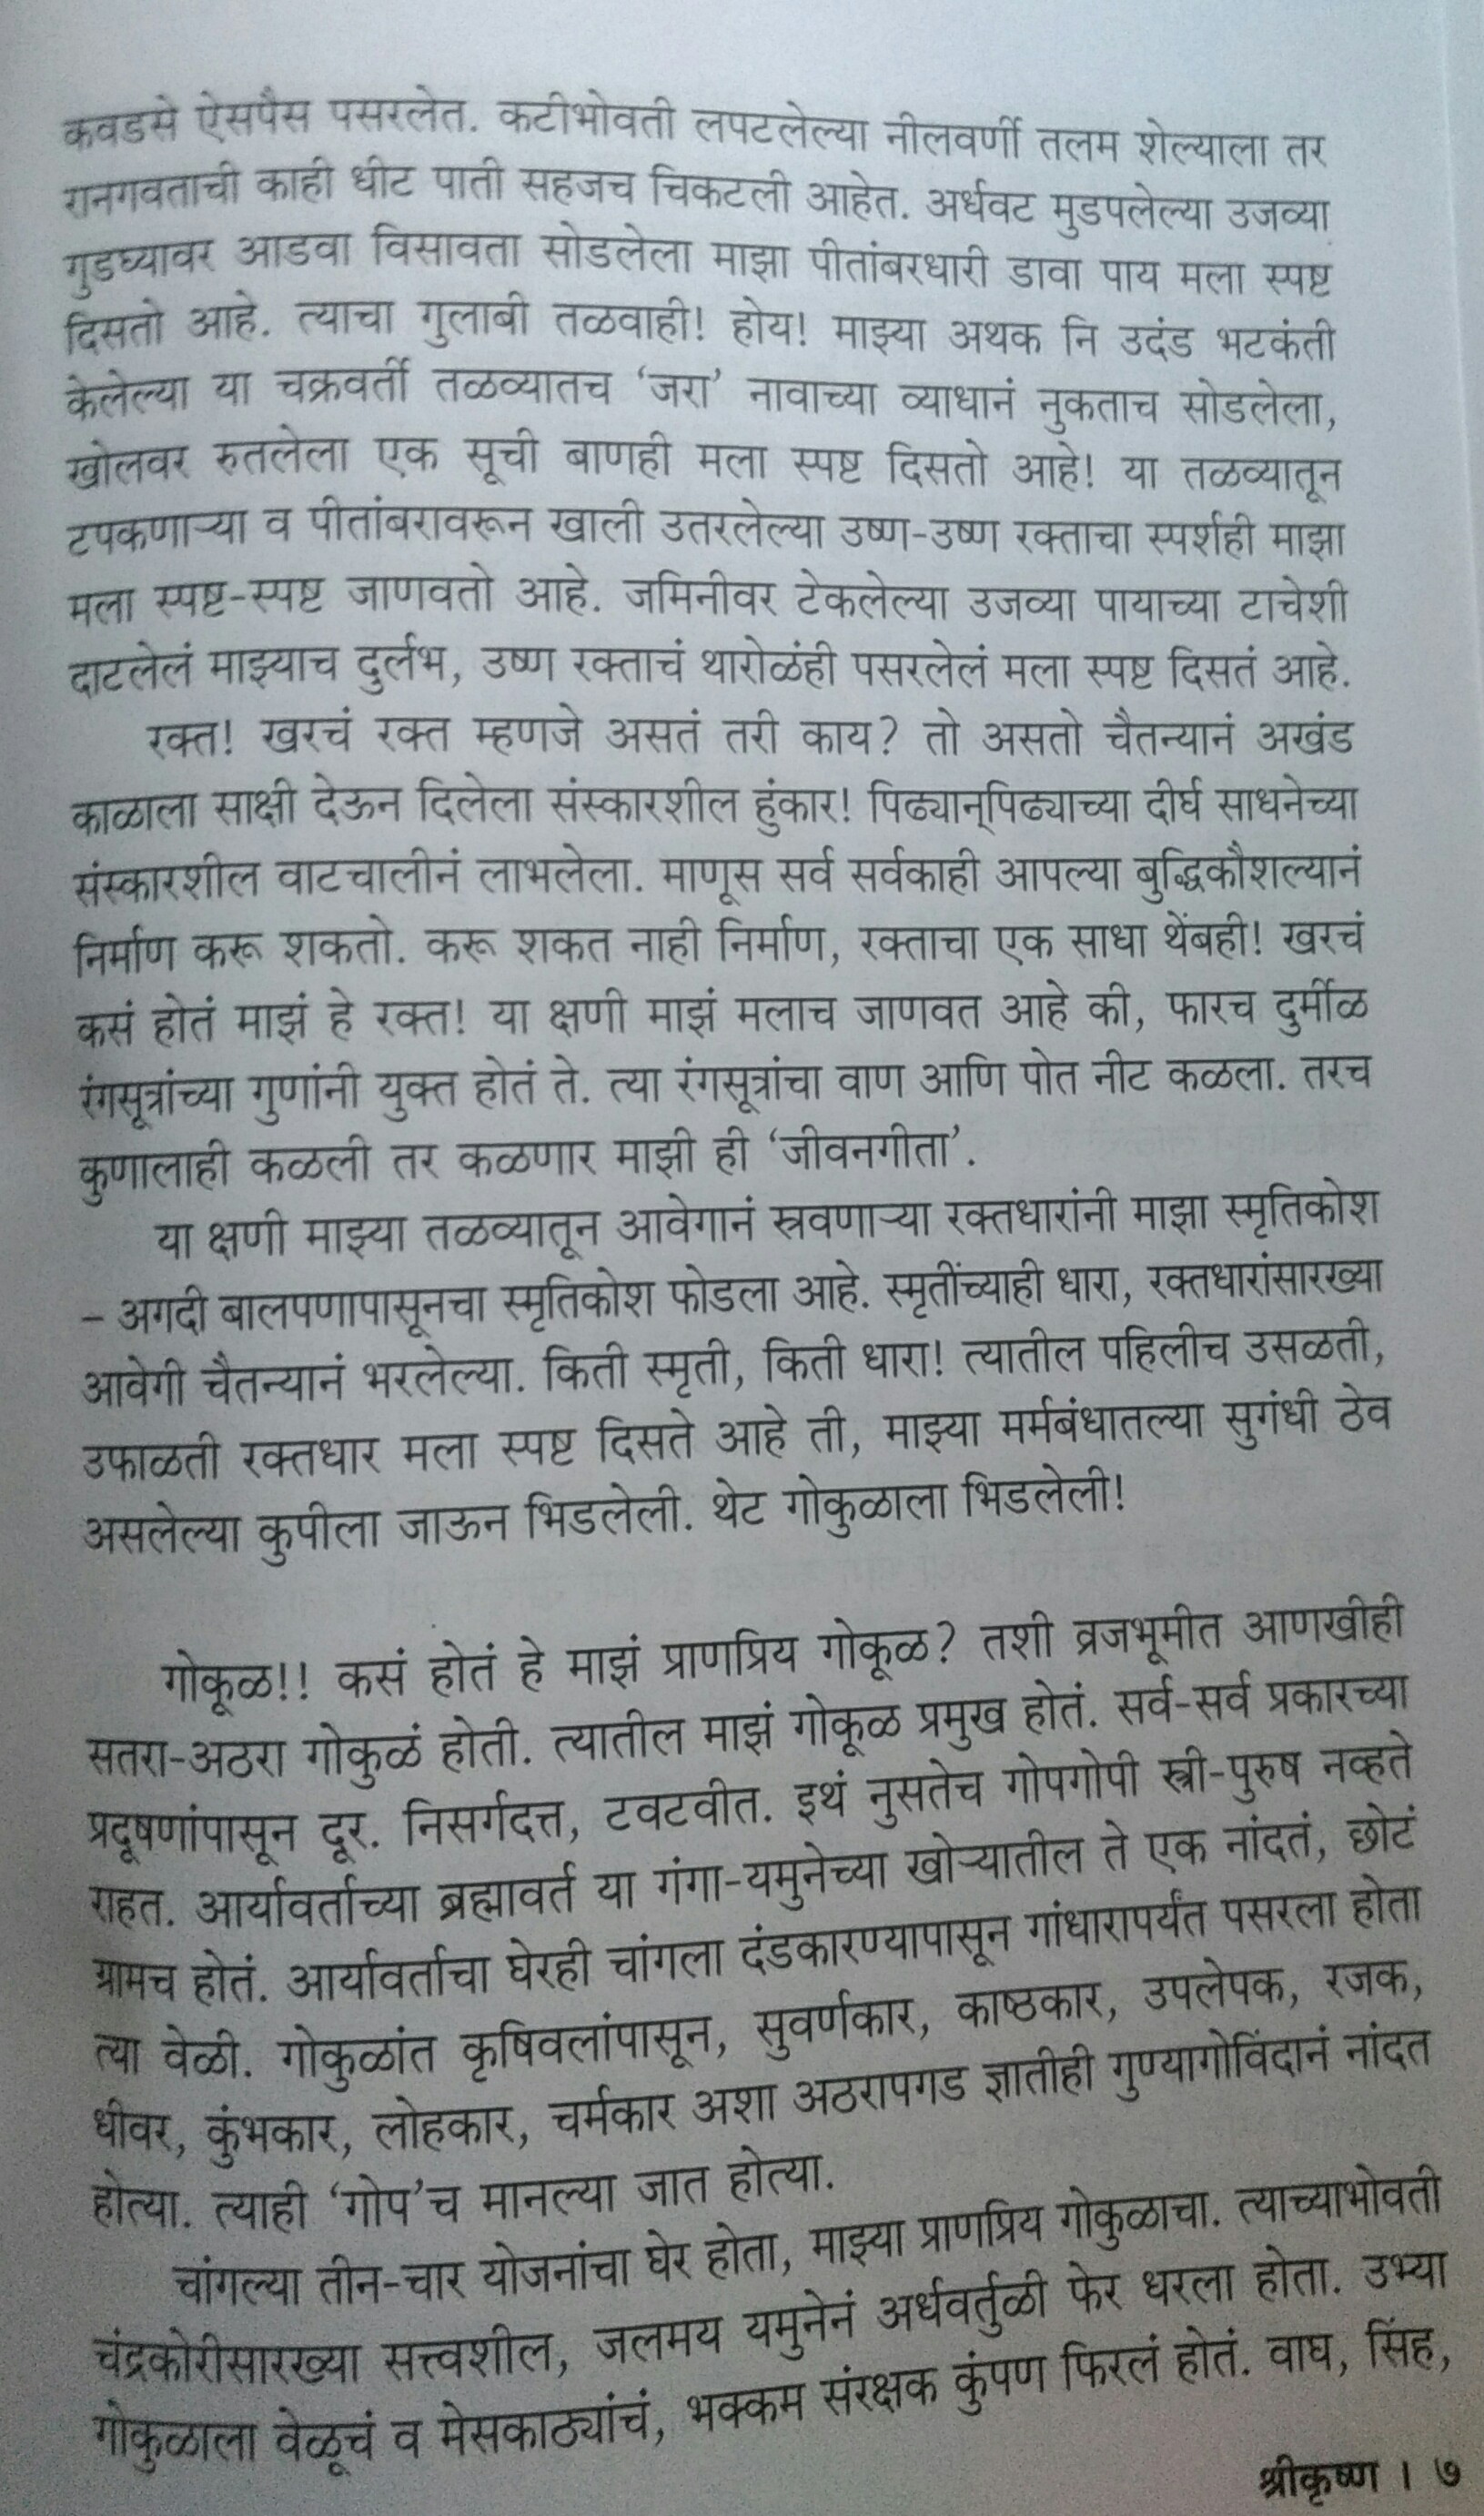 कवडसे ऐसपैस पसरलेत. कटीभोवती लपटलेल्या नीलवर्णी तलम शेल्याला तर
रानगवताची काही धीट पाती सहजच चिकटली आहेत. अर्धवट मुडपलेल्या उजव्या
गुडघ्यावर आडवा विसावता सोडलेला माझा पीतांबरधारी डावा पाय मला स्पष्ट
दिसतो आहे. त्याचा गुलाबी तळवाही! होय! माझ्या अथक नि उदंड भटकंती
केलेल्या या चक्रवर्ती तळव्यातच ‘जरा’ नावाच्या व्याधानं नुकताच सोडलेला,
खोलवर रुतलेला एक सूची बाणही मला स्पष्ट दिसतो आहे! या तळव्यातून
टपकणाऱ्या व पीतांबरावरून खाली उतरलेल्या उष्ण-उष्ण रक्ताचा स्पर्शही माझा
मला स्पष्ट-स्पष्ट जाणवतो आहे. जमिनीवर टेकलेल्या उजव्या पायाच्या टाचेशी
दाटलेलं माझ्याच दुर्लभ, उष्ण रक्ताचं थारोळंही पसरलेलं मला स्पष्ट दिसतं आहे.
रक्त! खरचं रक्त म्हणजे असतं तरी काय? तो असतो चैतन्यानं अखंड
काळाला साक्षी देऊन दिलेला संस्कारशील हुंकार! पिढ्यान्‌पिढ्याच्या दीर्घ साधनेच्या
संस्कारशील वाटचालीनं लाभलेला. माणूस सर्व सर्वकाही आपल्या बुद्धिकौशल्यानं
निर्माण करू शकतो. करू शकत नाही निर्माण, रक्ताचा एक साधा थेंबही! खरचं
कसं होतं माझं हे रक्त! या क्षणी माझं मलाच जाणवत आहे की, फारच दुर्मीळ
रंगसूत्रांच्या गुणांनी युक्त होतं ते. त्या रंगसूत्रांचा वाण आणि पोत नीट कळला. तरच
कुणालाही कळली तर कळणार माझी ही ‘जीवनगीता’.
या क्षणी माझ्या तळव्यातून आवेगानं स्रवणाऱ्या रक्तधारांनी माझा स्मृतिकोश
– अगदी बालपणापासूनचा स्मृतिकोश फोडला आहे. स्मृतींच्याही धारा, रक्तधारांसारख्या
आवेगी चैतन्यानं भरलेल्या. किती स्मृती, किती धारा! त्यातील पहिलीच उसळती,
उफाळती रक्तधार मला स्पष्ट दिसते आहे ती, माझ्या मर्मबंधातल्या सुगंधी ठेव
असलेल्या कुपीला जाऊन भिडलेली. थेट गोकुळाला भिडलेली!
गोकूळ!! कसं होतं हे माझं प्राणप्रिय गोकूळ? तशी व्रजभूमीत आणखीही
सतरा-अठरा गोकुळं होती. त्यातील माझं गोकूळ प्रमुख होतं. सर्व-सर्व प्रकारच्या
प्रदूषणांपासून दूर. निसर्गदत्त, टवटवीत. इथं नुसतेच गोपगोपी स्त्री-पुरुष नव्हते
राहत. आर्यावर्ताच्या ब्रह्मावर्त या गंगा-यमुनेच्या खोऱ्यातील ते एक नांदतं, छोटं
ग्रामच होतं. आर्यावर्ताचा घेरही चांगला दंडकारण्यापासून गांधारापर्यंत पसरला होता
त्या वेळी. गोकुळांत कृषिवलांपासून, सुवर्णकार, काष्ठकार, उपलेपक, रजक,
धीवर, कुंभकार, लोहकार, चर्मकार अशा अठरापगड ज्ञातीही गुण्यागोविंदानं नांदत
होत्या. त्याही ‘गोप’च मानल्या जात होत्या.
चांगल्या तीन-चार योजनांचा घेर होता, माझ्या प्राणप्रिय गोकुळाचा. त्याच्याभोवती
चंद्रकोरीसारख्या सत्त्वशील, जलमय यमुनेनं अर्धवर्तुळी फेर धरला होता. उभ्या
गोकुळाला वेळूचं व मेसकाठ्यांचं, भक्कम संरक्षक कुंपण फिरलं होतं. वाघ, सिंह,
श्रीकृष्ण । ७